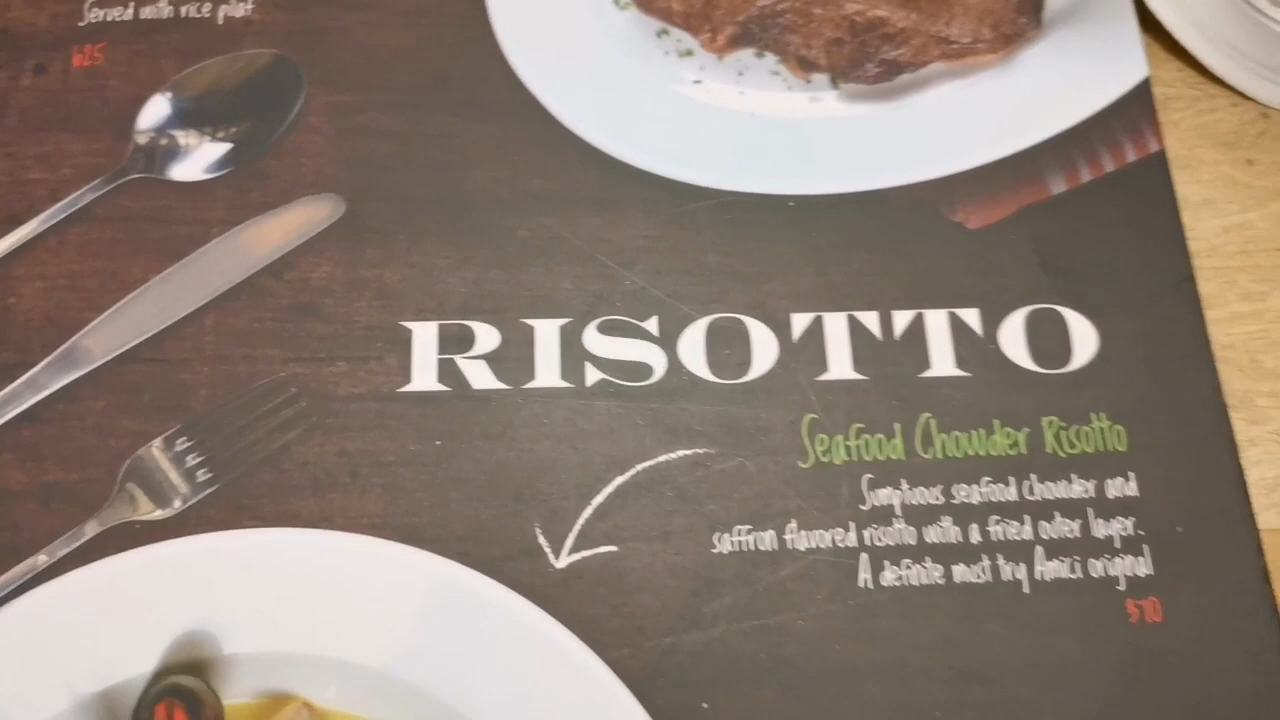 Served with rice pilaf
625
RISOTTO
Seafood Chowder Risotto
Sumptuous seafood chowder and
saffron flavored risotto with a fried outer layer.
A definite must try Amici original